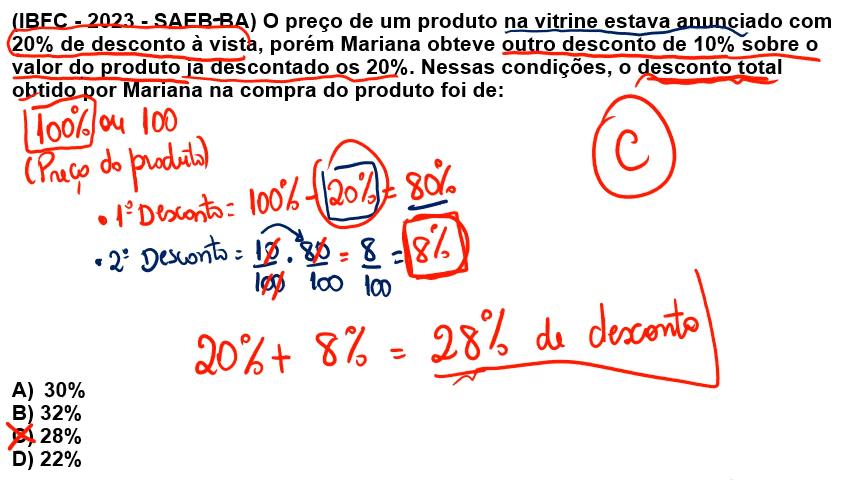 (IBFC - 2023 - SAEB-BA) O preço de um produto na vitrine estava anunciado com
20% de desconto à vista, porém Mariana obteve outro desconto de 10% sobre o
valor do produto já descontado os 20%. Nessas condições, o desconto total
obtido por Mariana na compra do produto foi de:
100% ou 100
(Preço do produto)
C
• 1º Desconto = 100% - 20% = 80%
• 2º Desconto = 10/100 . 80/100 = 8/100 = 8%
20% + 8% = 28% de desconto
A) 30%
B) 32%
C) 28%
D) 22%